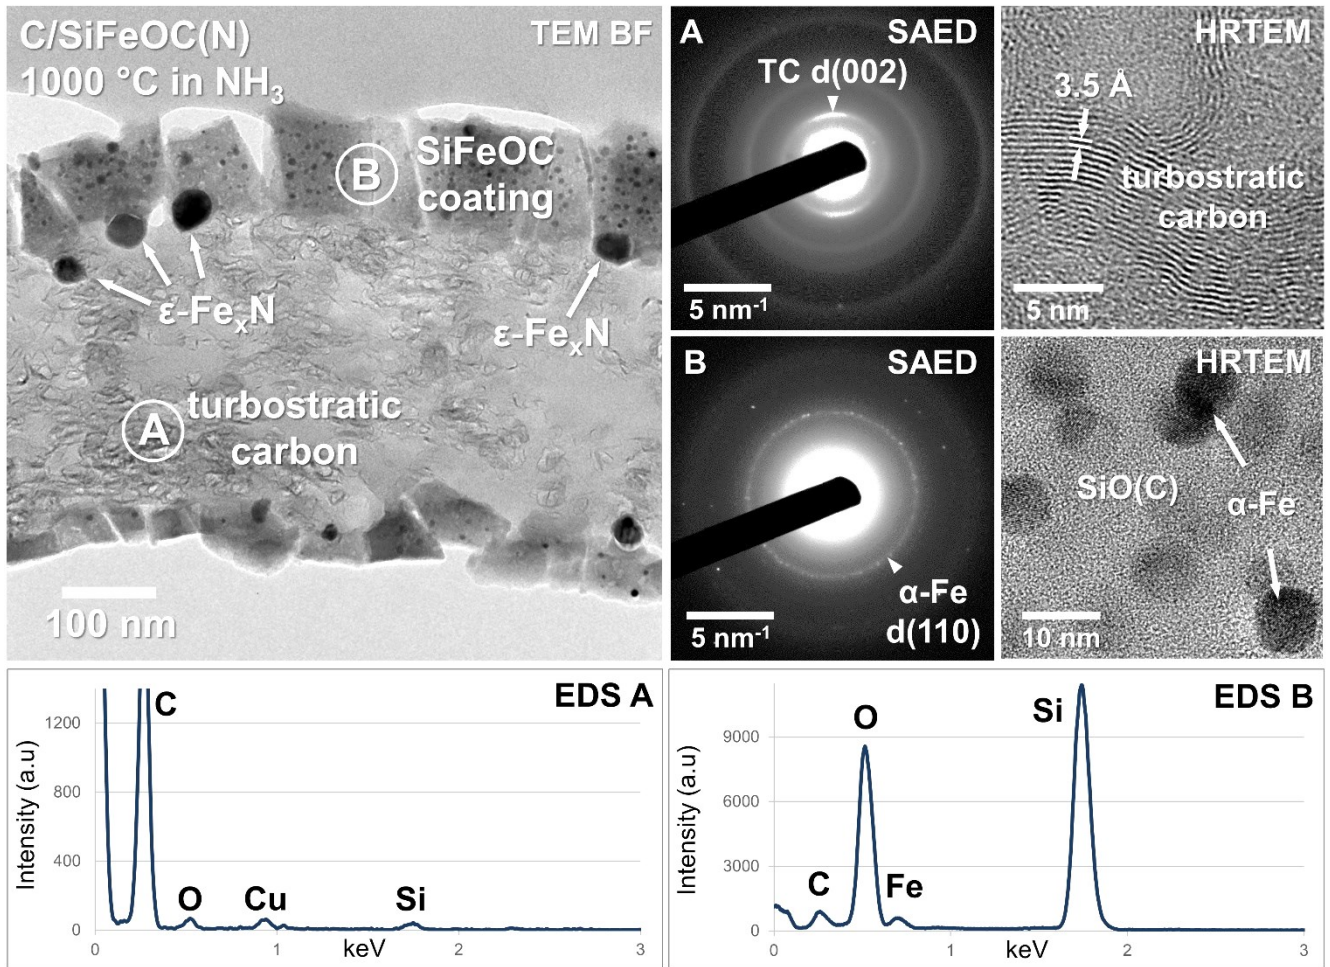 C/SiFeOC(N)
1000 °C in NH₃
TEM BF
B
SiFeOC
coating
ε-FeₓN
ε-FeₓN
A
turbostratic
carbon
100 nm
A
SAED
TC d(002)
5 nm⁻¹
HRTEM
3.5 Å
turbostratic
carbon
5 nm
B
SAED
α-Fe
d(110)
5 nm⁻¹
HRTEM
SiO(C)
α-Fe
10 nm
EDS A
Intensity (a.u)
1200
800
400
0
C
O
Cu
Si
0
1
2
3
keV
EDS B
Intensity (a.u)
9000
6000
3000
0
C
O
Fe
Si
0
1
2
3
keV